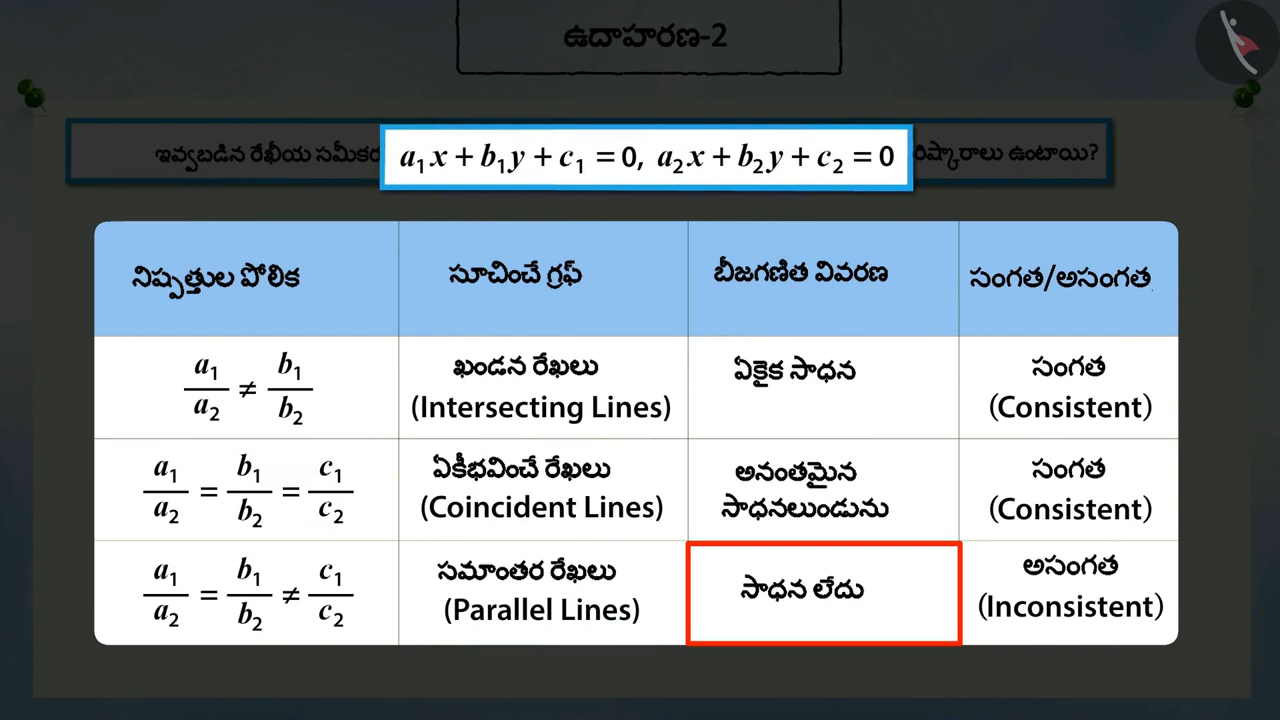 ఉదాహరణ-2
ఇవ్వబడిన రేఖీయ
a₁x + b₁y + c₁ = 0, a₂x + b₂y + c₂ = 0
ఉంటాయి?
నిష్పత్తుల పోలిక సూచించే గ్రాఫ్ బీజగణిత వివరణ సంగత/అసంగత
a₁/a₂ ≠ b₁/b₂ ఖండన రేఖలు (Intersecting Lines) ఏకైక సాధన సంగత (Consistent)
a₁/a₂ = b₁/b₂ = c₁/c₂ ఏకీభవించే రేఖలు (Coincident Lines) అనంతమైన సాధనలుండును సంగత (Consistent)
a₁/a₂ = b₁/b₂ ≠ c₁/c₂ సమాంతర రేఖలు (Parallel Lines) సాధన లేదు అసంగత (Inconsistent)